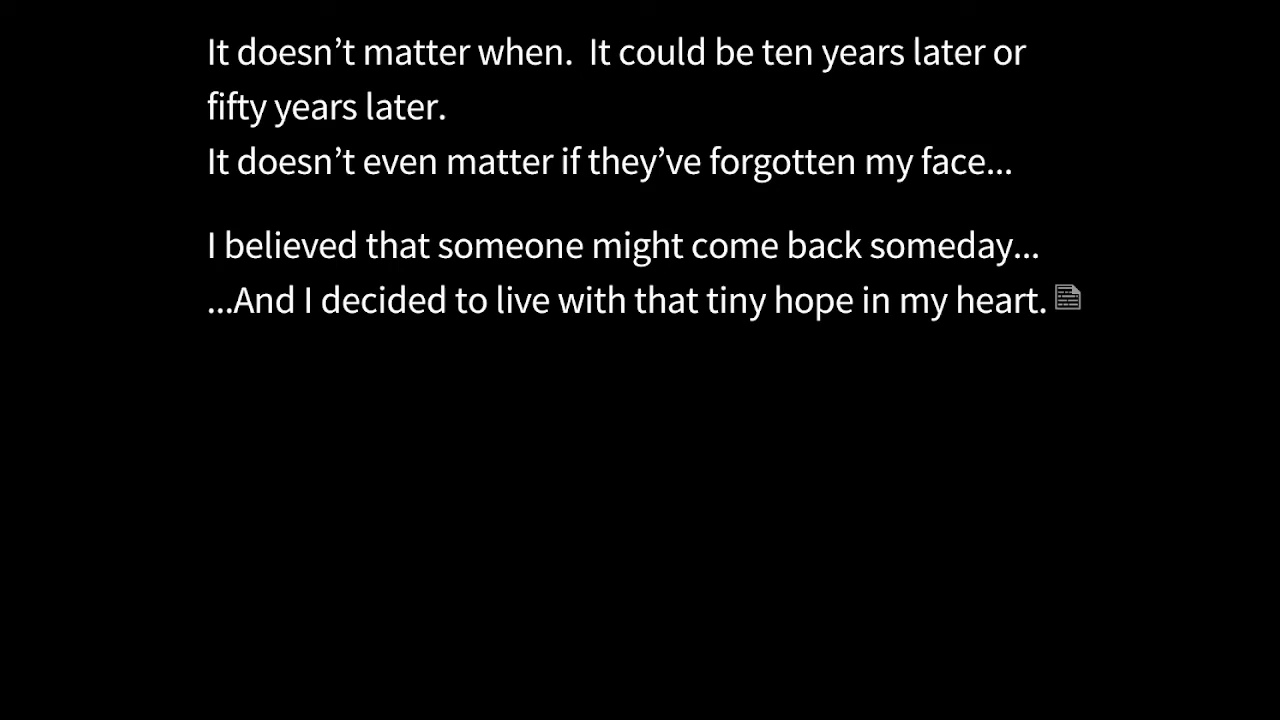 It doesn’t matter when.  It could be ten years later or
fifty years later.
It doesn’t even matter if they’ve forgotten my face...
I believed that someone might come back someday...
...And I decided to live with that tiny hope in my heart.